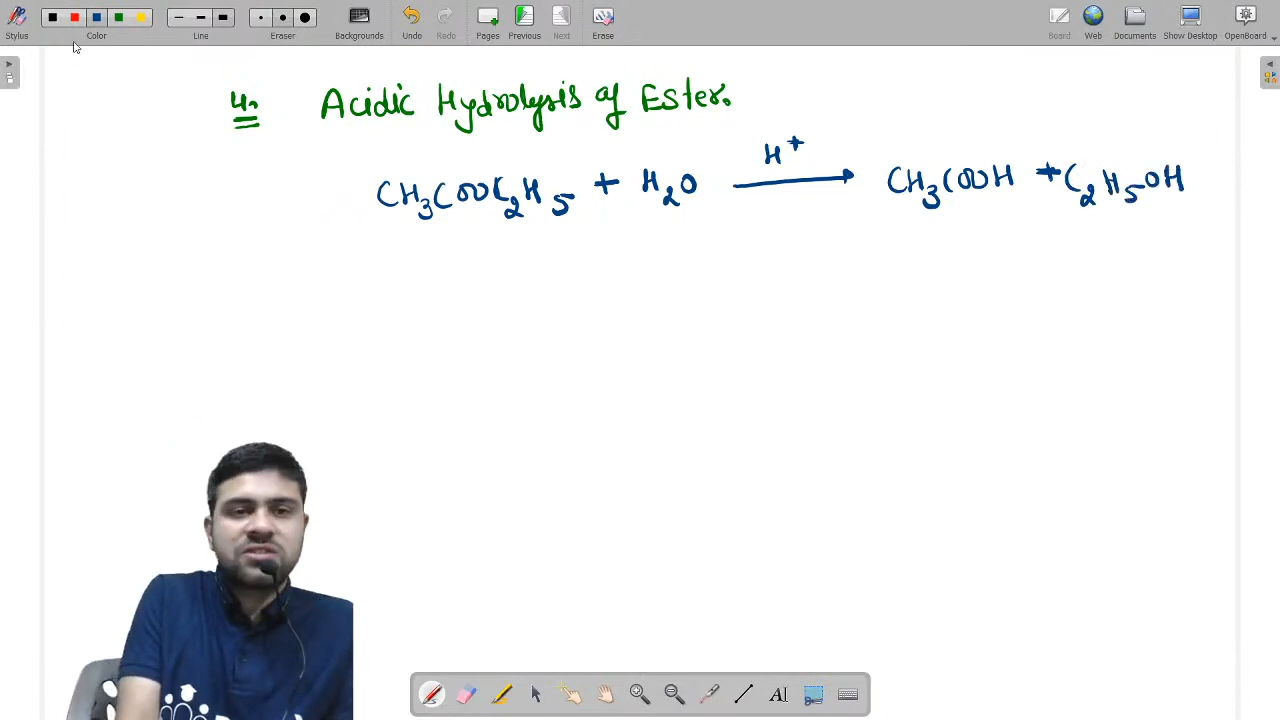 Stylus Color Line Eraser Backgrounds Undo Redo Pages Previous Next Erase Board Web Documents Show Desktop OpenBoard
4. Acidic Hydrolysis of Ester.
H+
CH3COOC2H5 + H2O → CH3COOH + C2H5OH
AI